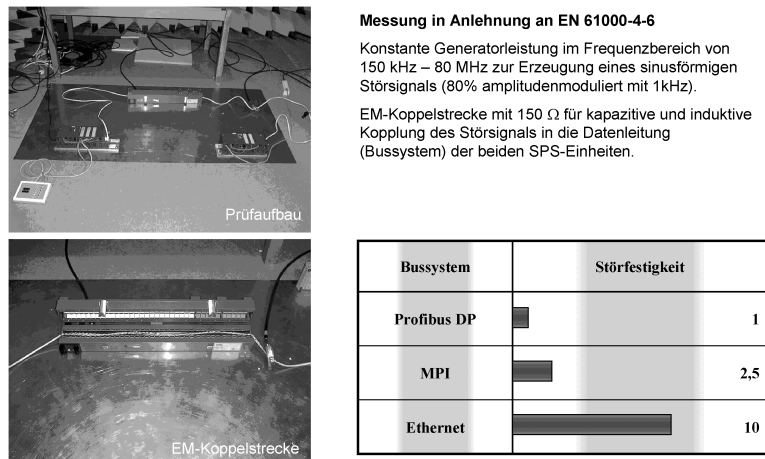 Messung in Anlehnung an EN 61000-4-6
Konstante Generatorleistung im Frequenzbereich von
150 kHz – 80 MHz zur Erzeugung eines sinusförmigen
Störsignals (80% amplitudenmoduliert mit 1kHz).
EM-Koppelstrecke mit 150 Ω für kapazitive und induktive
Kopplung des Störsignals in die Datenleitung
(Bussystem) der beiden SPS-Einheiten.
Prüfaufbau
EM-Koppelstrecke
Bussystem Störfestigkeit
Profibus DP 1
MPI 2,5
Ethernet 10